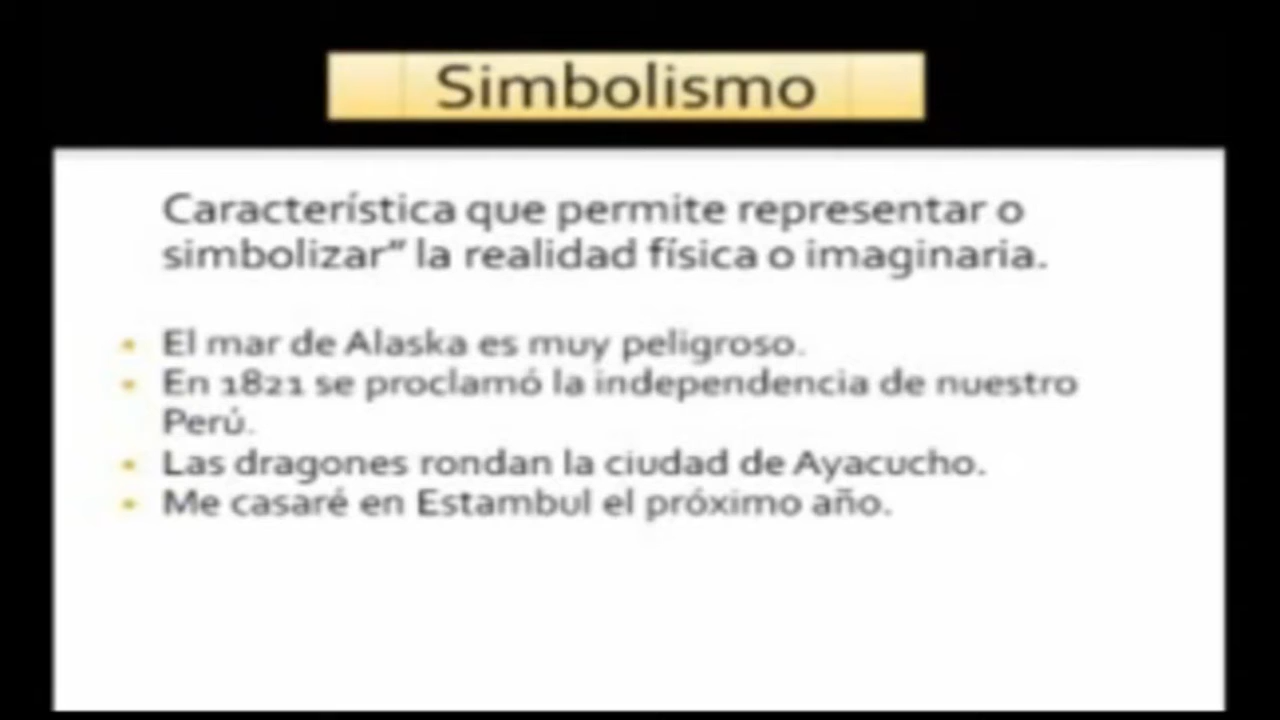 Simbolismo
Característica que permite representar o
simbolizar” la realidad física o imaginaria.
• El mar de Alaska es muy peligroso.
• En 1821 se proclamó la independencia de nuestro
Perú.
• Las dragones rondan la ciudad de Ayacucho.
• Me casaré en Estambul el próximo año.